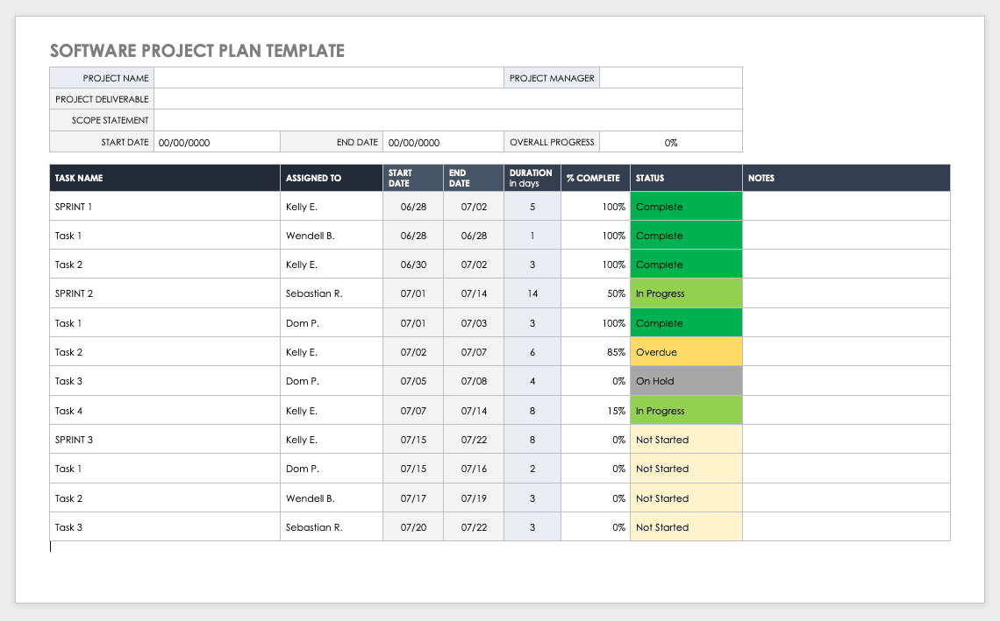 SOFTWARE PROJECT PLAN TEMPLATE
PROJECT NAME PROJECT MANAGER
PROJECT DELIVERABLE
SCOPE STATEMENT
START DATE 00/00/0000 END DATE 00/00/0000 OVERALL PROGRESS 0%
TASK NAME ASSIGNED TO START DATE END DATE DURATION in days % COMPLETE STATUS NOTES
SPRINT 1 Kelly E. 06/28 07/02 5 100% Complete
Task 1 Wendell B. 06/28 06/28 1 100% Complete
Task 2 Kelly E. 06/30 07/02 3 100% Complete
SPRINT 2 Sebastian R. 07/01 07/14 14 50% In Progress
Task 1 Dom P. 07/01 07/03 3 100% Complete
Task 2 Kelly E. 07/02 07/07 6 85% Overdue
Task 3 Dom P. 07/05 07/08 4 0% On Hold
Task 4 Kelly E. 07/07 07/14 8 15% In Progress
SPRINT 3 Kelly E. 07/15 07/22 8 0% Not Started
Task 1 Dom P. 07/15 07/16 2 0% Not Started
Task 2 Wendell B. 07/17 07/19 3 0% Not Started
Task 3 Sebastian R. 07/20 07/22 3 0% Not Started